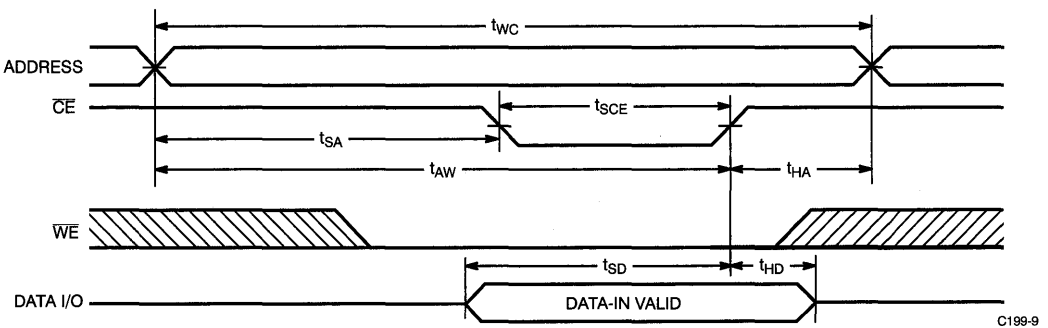 tWC
ADDRESS
CE
tSCE
tSA
tAW
tHA
WE
tSD
tHD
DATA I/O
DATA-IN VALID
C199-9